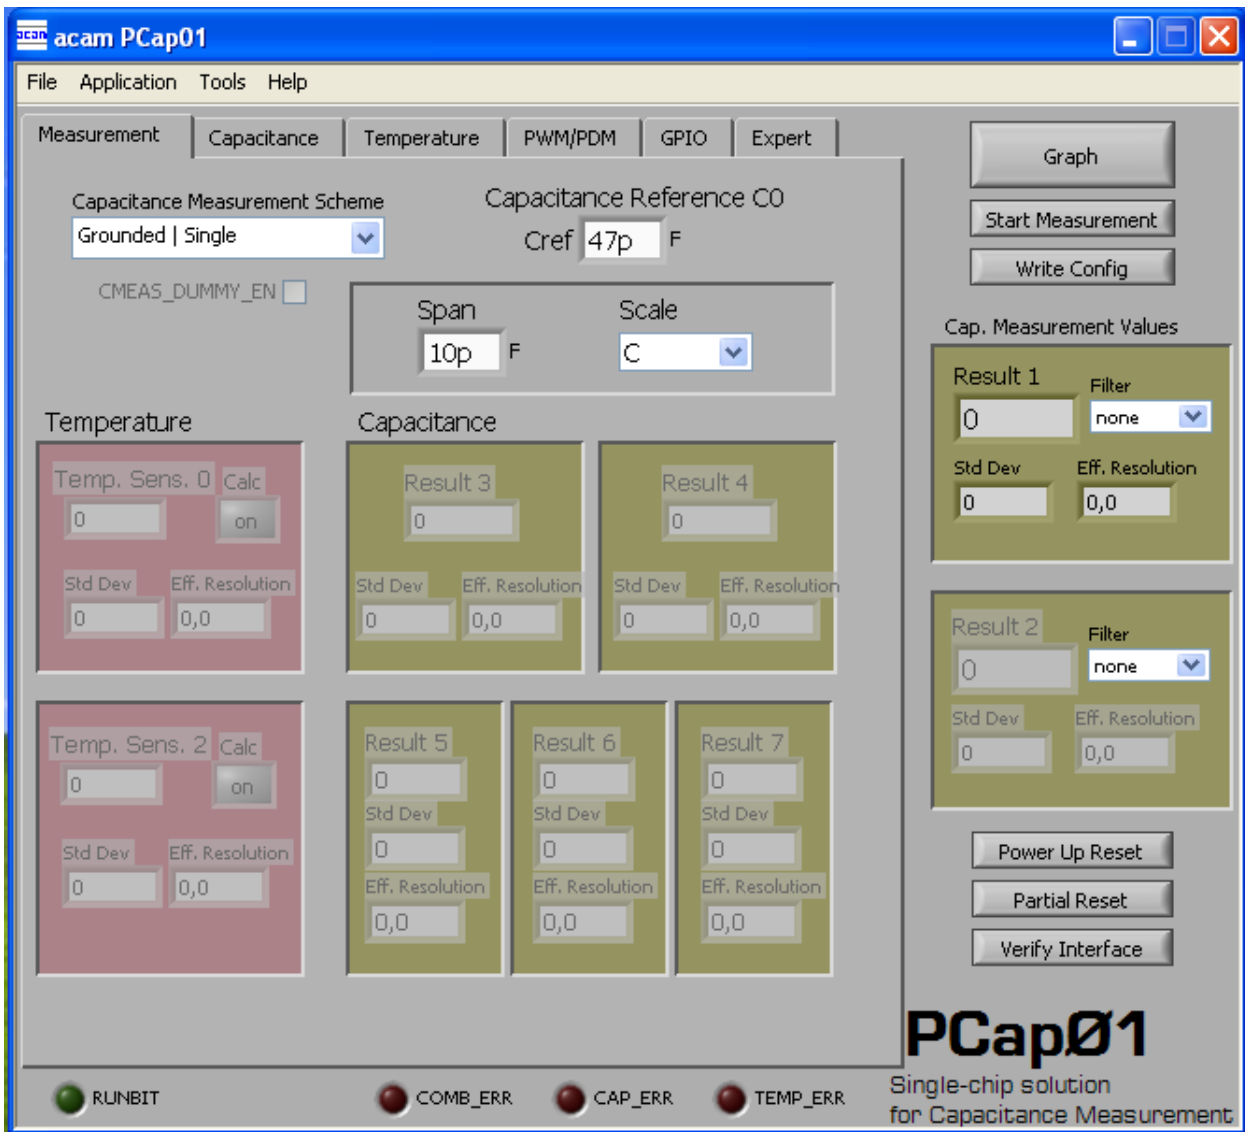 acam acam PCap01
File Application Tools Help
Measurement Capacitance Temperature PWM/PDM GPIO Expert
Capacitance Measurement Scheme
Grounded | Single
CMEAS_DUMMY_EN
Capacitance Reference C0
Cref 47p F
Span Scale
10p F C
Temperature
Temp. Sens. 0 Calc
0 on
Std Dev Eff. Resolution
0 0,0
Temp. Sens. 2 Calc
0 on
Std Dev Eff. Resolution
0 0,0
Capacitance
Result 3
0
Std Dev Eff. Resolution
0 0,0
Result 4
0
Std Dev Eff. Resolution
0 0,0
Result 5
0
Std Dev
0
Eff. Resolution
0,0
Result 6
0
Std Dev
0
Eff. Resolution
0,0
Result 7
0
Std Dev
0
Eff. Resolution
0,0
Graph
Start Measurement
Write Config
Cap. Measurement Values
Result 1 Filter
0 none
Std Dev Eff. Resolution
0 0,0
Result 2 Filter
0 none
Std Dev Eff. Resolution
0 0,0
Power Up Reset
Partial Reset
Verify Interface
PCapØ1
Single-chip solution
for Capacitance Measurement
RUNBIT COMB_ERR CAP_ERR TEMP_ERR